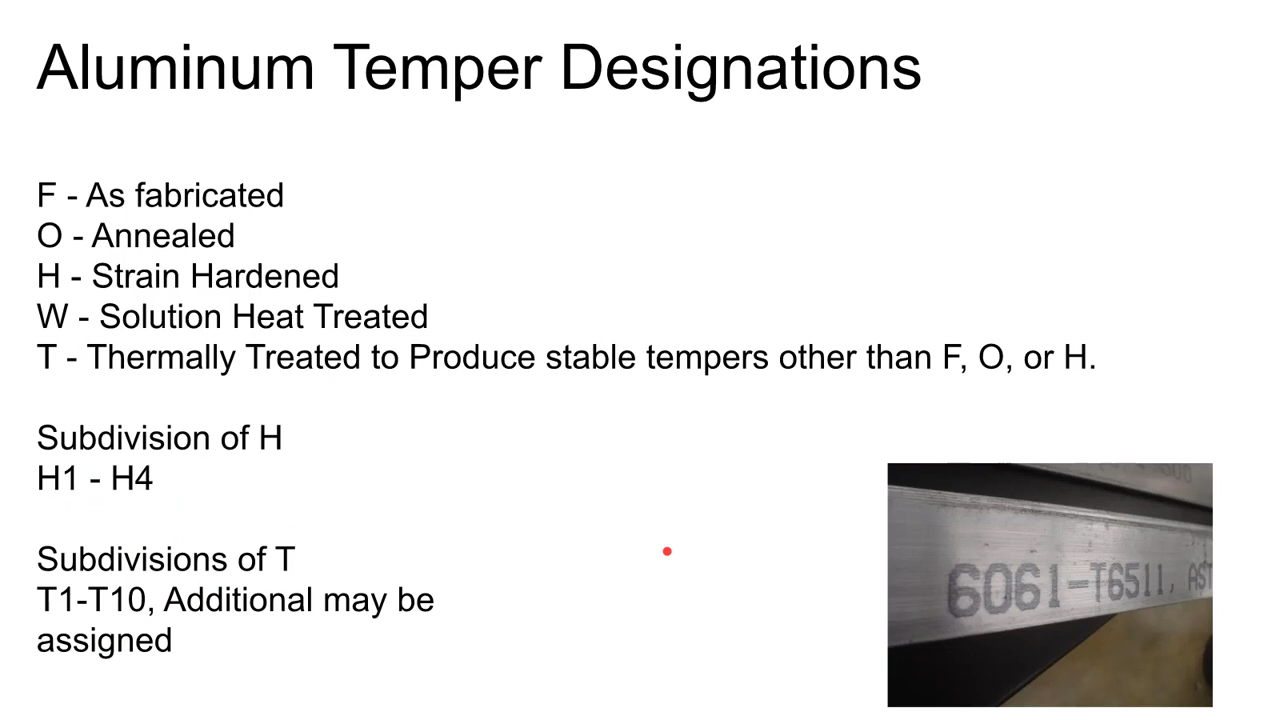 Aluminum Temper Designations
F - As fabricated
O - Annealed
H - Strain Hardened
W - Solution Heat Treated
T - Thermally Treated to Produce stable tempers other than F, O, or H.
Subdivision of H
H1 - H4
Subdivisions of T
T1-T10, Additional may be
assigned
6061-T6511, AST